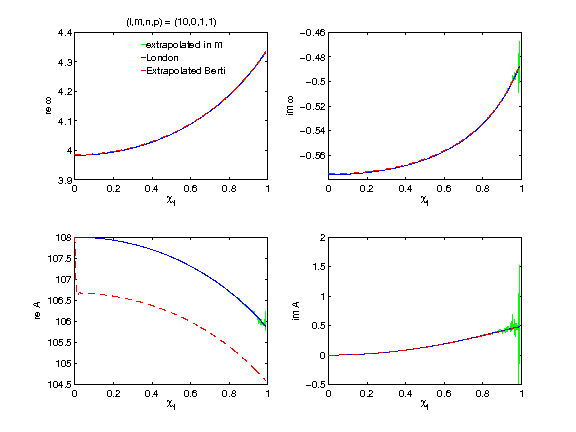 (l,m,n,p) = (10,0,1,1)
4.4
4.3
4.2
4.1
4
3.9
re ω
extrapolated in m
London
Extrapolated Berti
0 0.2 0.4 0.6 0.8 1
χf
−0.46
−0.48
−0.5
−0.52
−0.54
−0.56
im ω
0 0.2 0.4 0.6 0.8 1
χf
108
107.5
107
106.5
106
105.5
105
104.5
re A
0 0.2 0.4 0.6 0.8 1
χf
2
1.5
1
0.5
0
−0.5
im A
0 0.2 0.4 0.6 0.8 1
χf